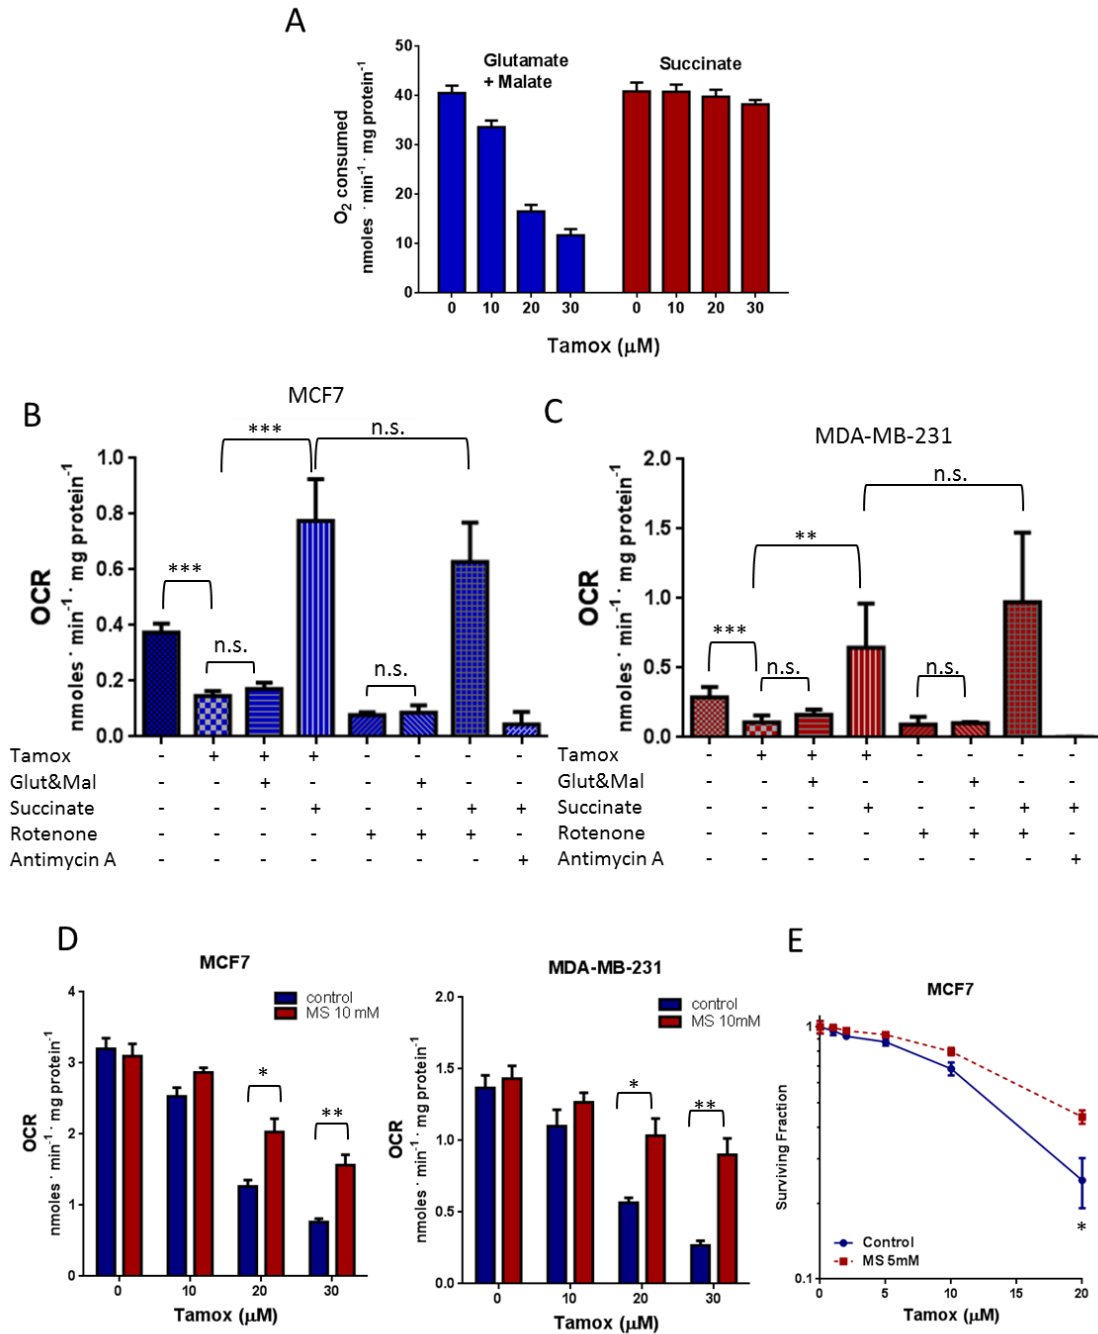 A
50
40
30
20
10
0
O2 consumed
nmoles · min-1 · mg protein-1
Glutamate
+ Malate
Succinate
0 10 20 30 0 10 20 30
Tamox (μM)
B
MCF7
***
n.s.
***
n.s.
n.s.
1.0
0.8
0.6
0.4
0.2
0.0
OCR
nmoles · min-1 · mg protein-1
Tamox - + + + - - - -
Glut&Mal - - + - - + - -
Succinate - - - + - - + +
Rotenone - - - - + + + -
Antimycin A - - - - - - - +
C
MDA-MB-231
n.s.
**
***
n.s.
n.s.
2.0
1.5
1.0
0.5
0.0
OCR
nmoles · min-1 · mg protein-1
Tamox - + + + - - - -
Glut&Mal - - + - - + - -
Succinate - - - + - - + +
Rotenone - - - - + + + -
Antimycin A - - - - - - - +
D
MCF7
control
MS 10 mM
4
3
2
1
0
OCR
nmoles · min-1 · mg protein-1
*
**
0 10 20 30
Tamox (μM)
MDA-MB-231
control
MS 10mM
2.0
1.5
1.0
0.5
0.0
OCR
nmoles · min-1 · mg protein-1
*
**
0 10 20 30
Tamox (μM)
E
MCF7
1
0.1
Surviving Fraction
Control
MS 5mM
*
0 5 10 15 20
Tamox (μM)